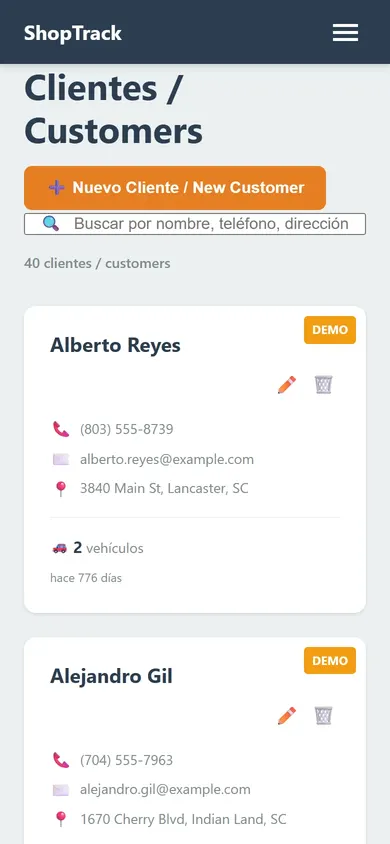 ShopTrack
Clientes /
Customers
➕ Nuevo Cliente / New Customer
🔍 Buscar por nombre, teléfono, dirección
40 clientes / customers
DEMO
Alberto Reyes
(803) 555-8739
alberto.reyes@example.com
3840 Main St, Lancaster, SC
2 vehículos
hace 776 días
DEMO
Alejandro Gil
(704) 555-7963
alejandro.gil@example.com
1670 Cherry Blvd, Indian Land, SC